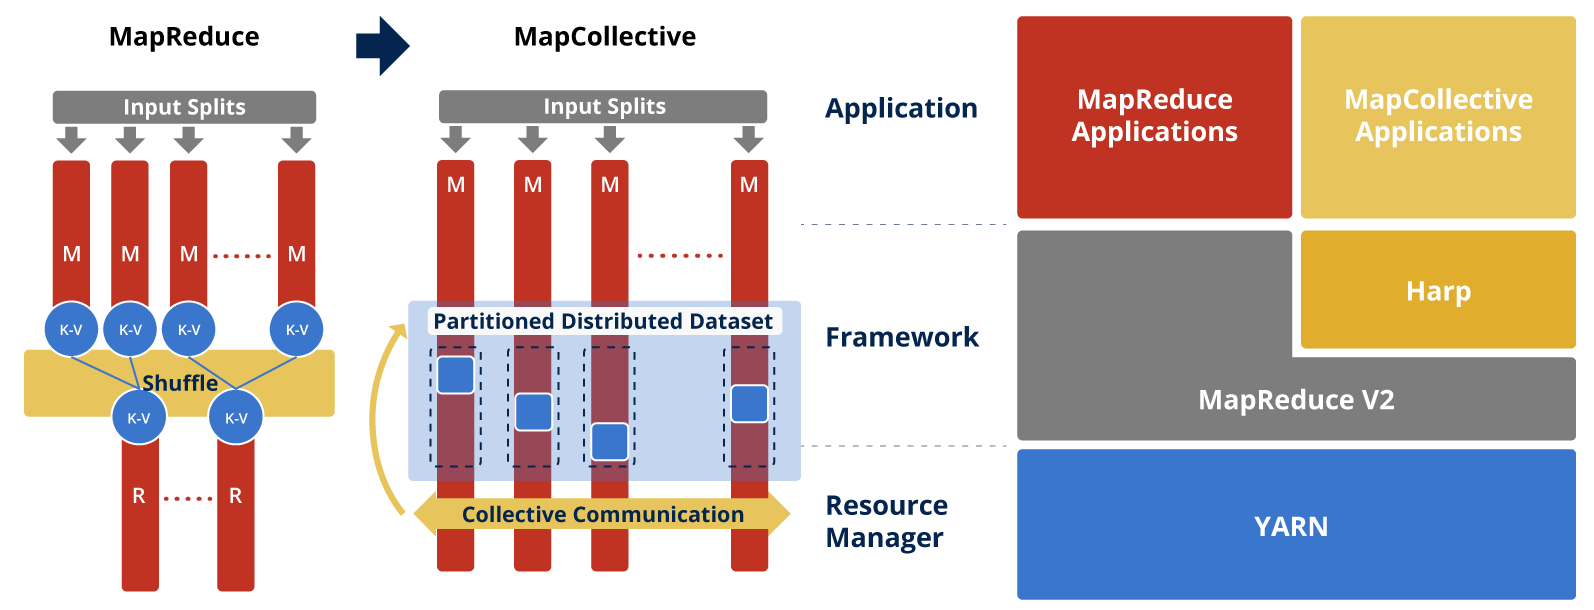 MapReduce
Input Splits
M
M
M
M
K-V
K-V
K-V
K-V
Shuffle
K-V
K-V
R
R
MapCollective
Input Splits
M
M
M
M
Partitioned Distributed Dataset
Collective Communication
Application
Framework
Resource
Manager
MapReduce
Applications
MapCollective
Applications
Harp
MapReduce V2
YARN